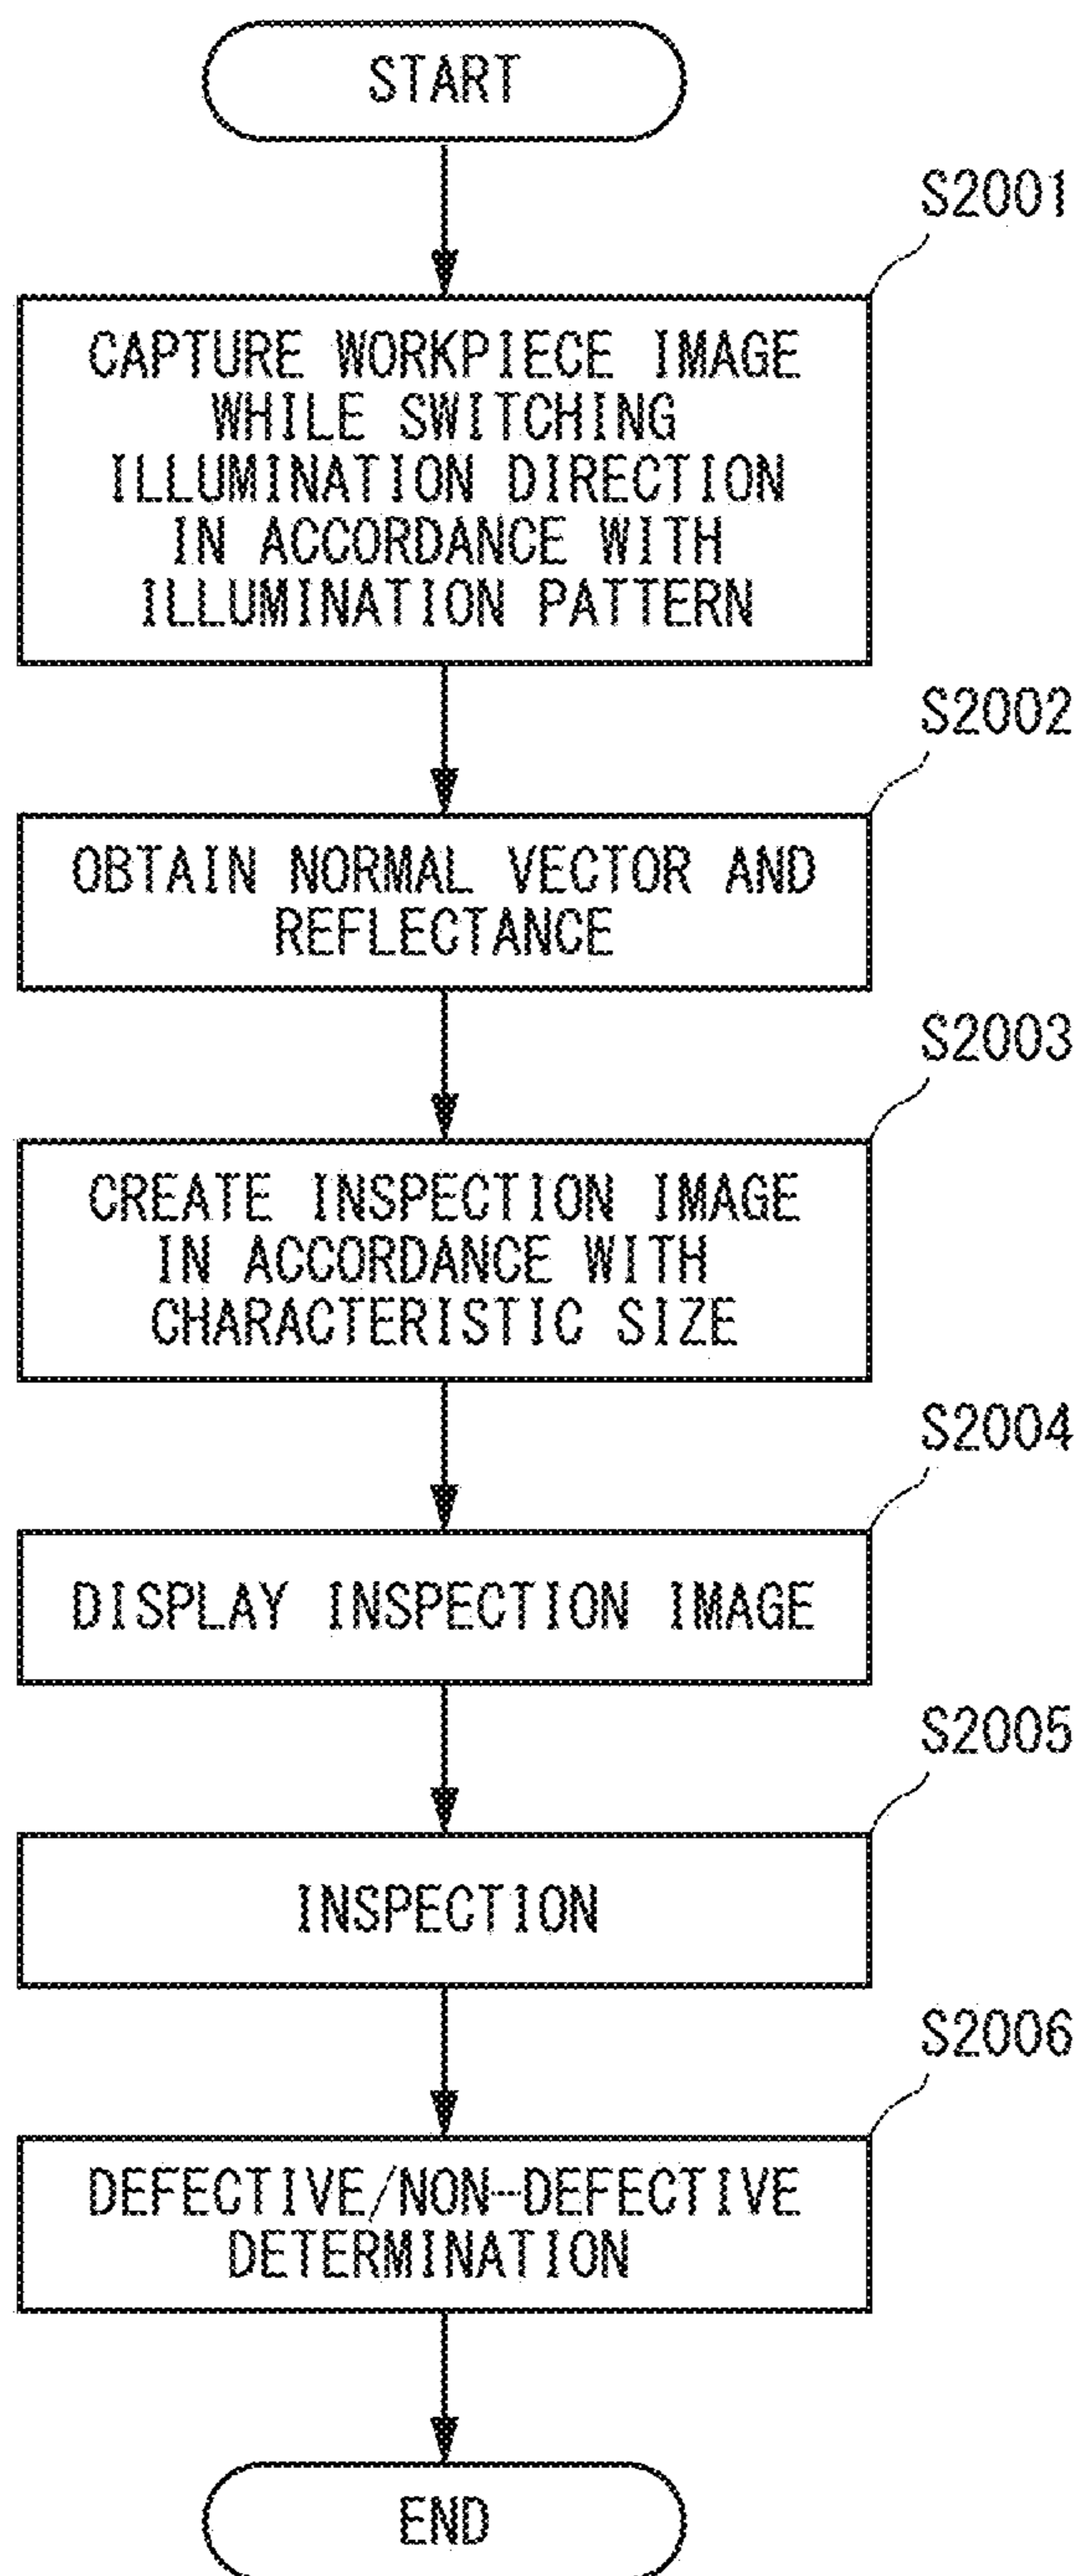 START
S2001
CAPTURE WORKPIECE IMAGE
WHILE SWITCHING
ILLUMINATION DIRECTION
IN ACCORDANCE WITH
ILLUMINATION PATTERN
S2002
OBTAIN NORMAL VECTOR AND
REFLECTANCE
S2003
CREATE INSPECTION IMAGE
IN ACCORDANCE WITH
CHARACTERISTIC SIZE
S2004
DISPLAY INSPECTION IMAGE
S2005
INSPECTION
S2006
DEFECTIVE/NON-DEFECTIVE
DETERMINATION
END